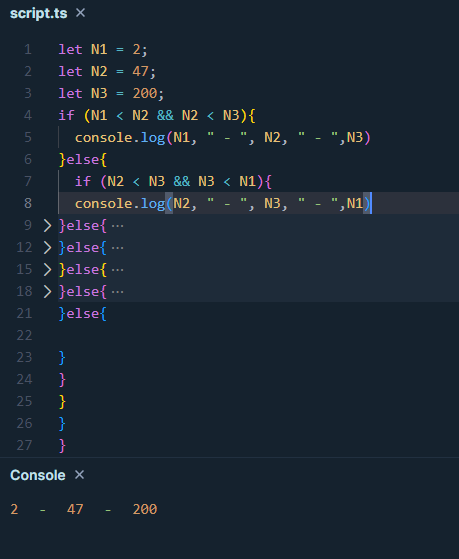 script.ts ×
1 let N1 = 2;
2 let N2 = 47;
3 let N3 = 200;
4 if (N1 < N2 && N2 < N3){
5 console.log(N1, " - ", N2, " - ",N3)
6 }else{
7 if (N2 < N3 && N3 < N1){
8 console.log(N2, " - ", N3, " - ",N1)
9 }else{ ···
12 }else{ ···
15 }else{ ···
18 }else{ ···
21 }else{
22
23 }
24 }
25 }
26 }
27 }
Console ×
2 - 47 - 200